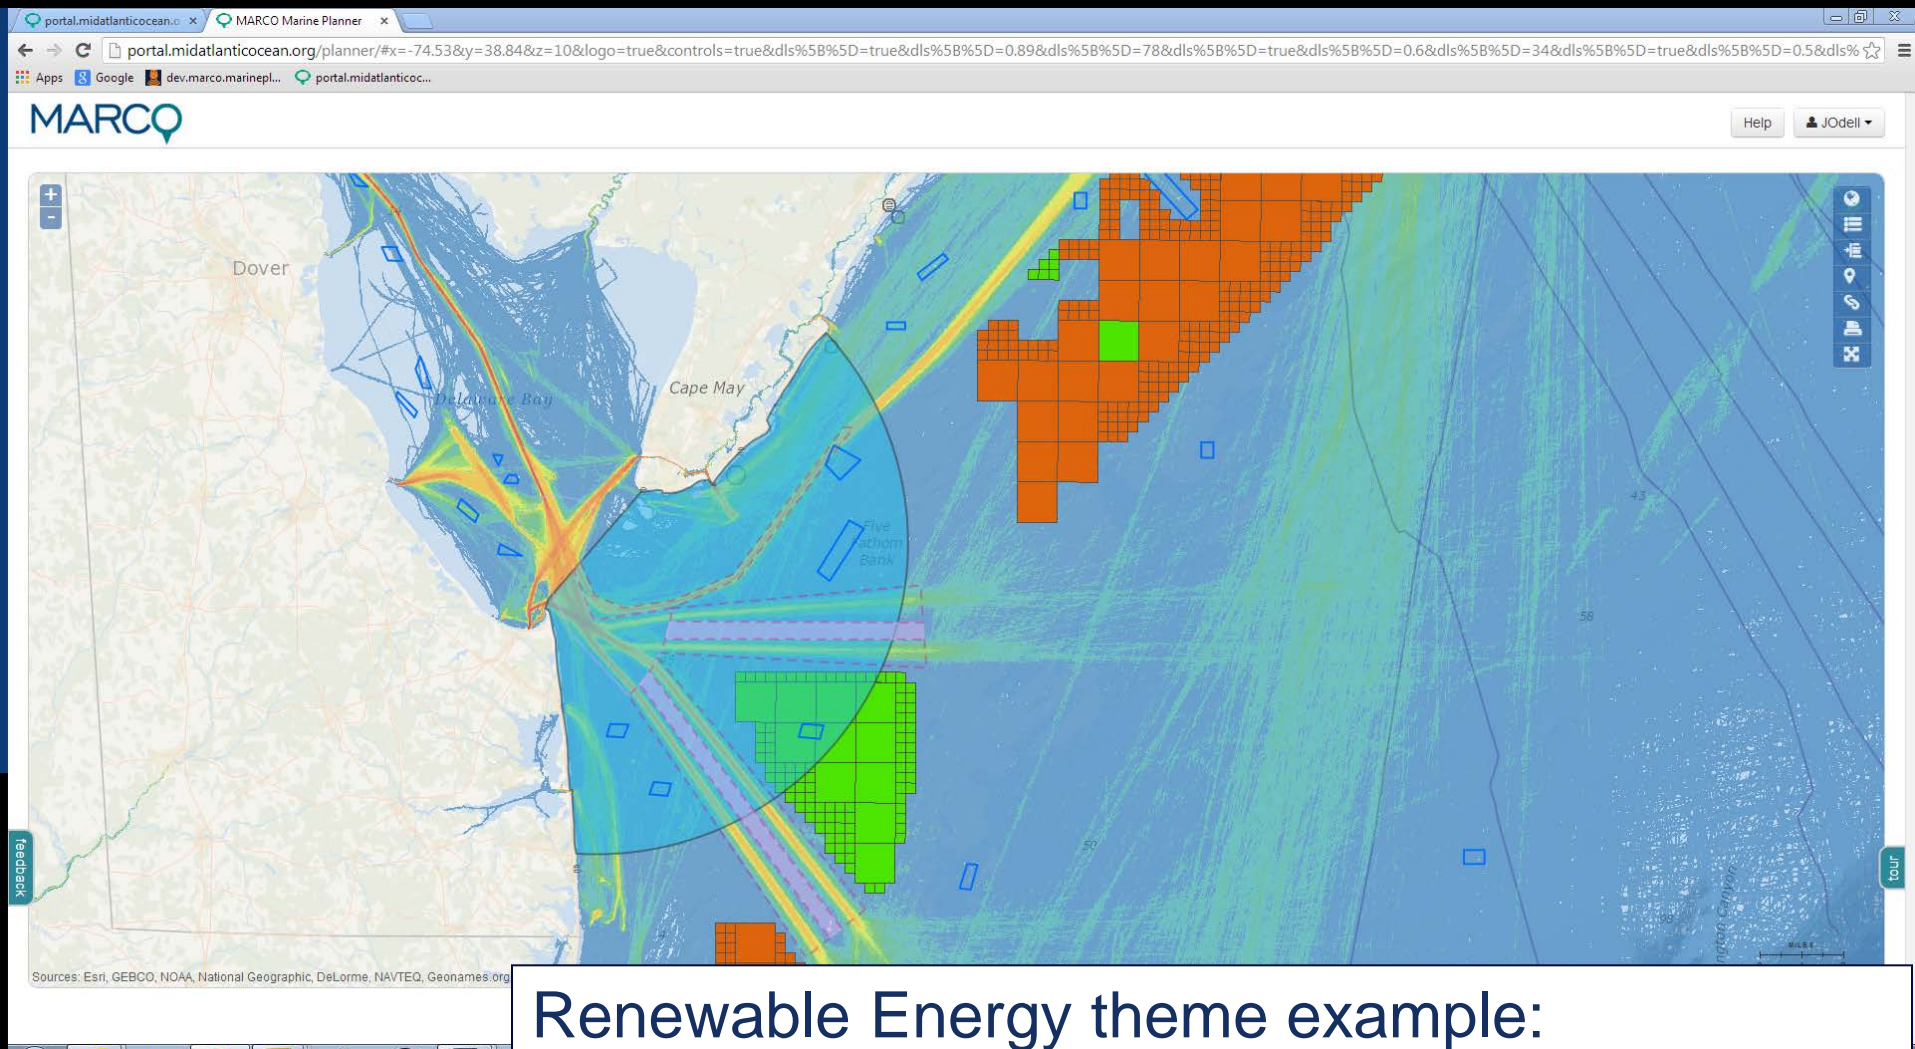 portal.midatlanticocean.o
MARCO Marine Planner
portal.midatlanticocean.org/planner/#x=-74.53&y=38.84&z=10&logo=true&controls=true&dls%5B%5D=true&dls%5B%5D=0.89&dls%5B%5D=78&dls%5B%5D=true&dls%5B%5D=0.6&dls%5B%5D=34&dls%5B%5D=true&dls%5B%5D=0.5&dls%
Apps Google dev.marco.marinepl... portal.midatlanticoc...
MARCO
Help
JOdell
+
-
Dover
Cape May
Delaware Bay
Five
Fathom
Bank
43
58
50
MILES
feedback
tour
Sources: Esri, GEBCO, NOAA, National Geographic, DeLorme, NAVTEQ, Geonames.org
Renewable Energy theme example: